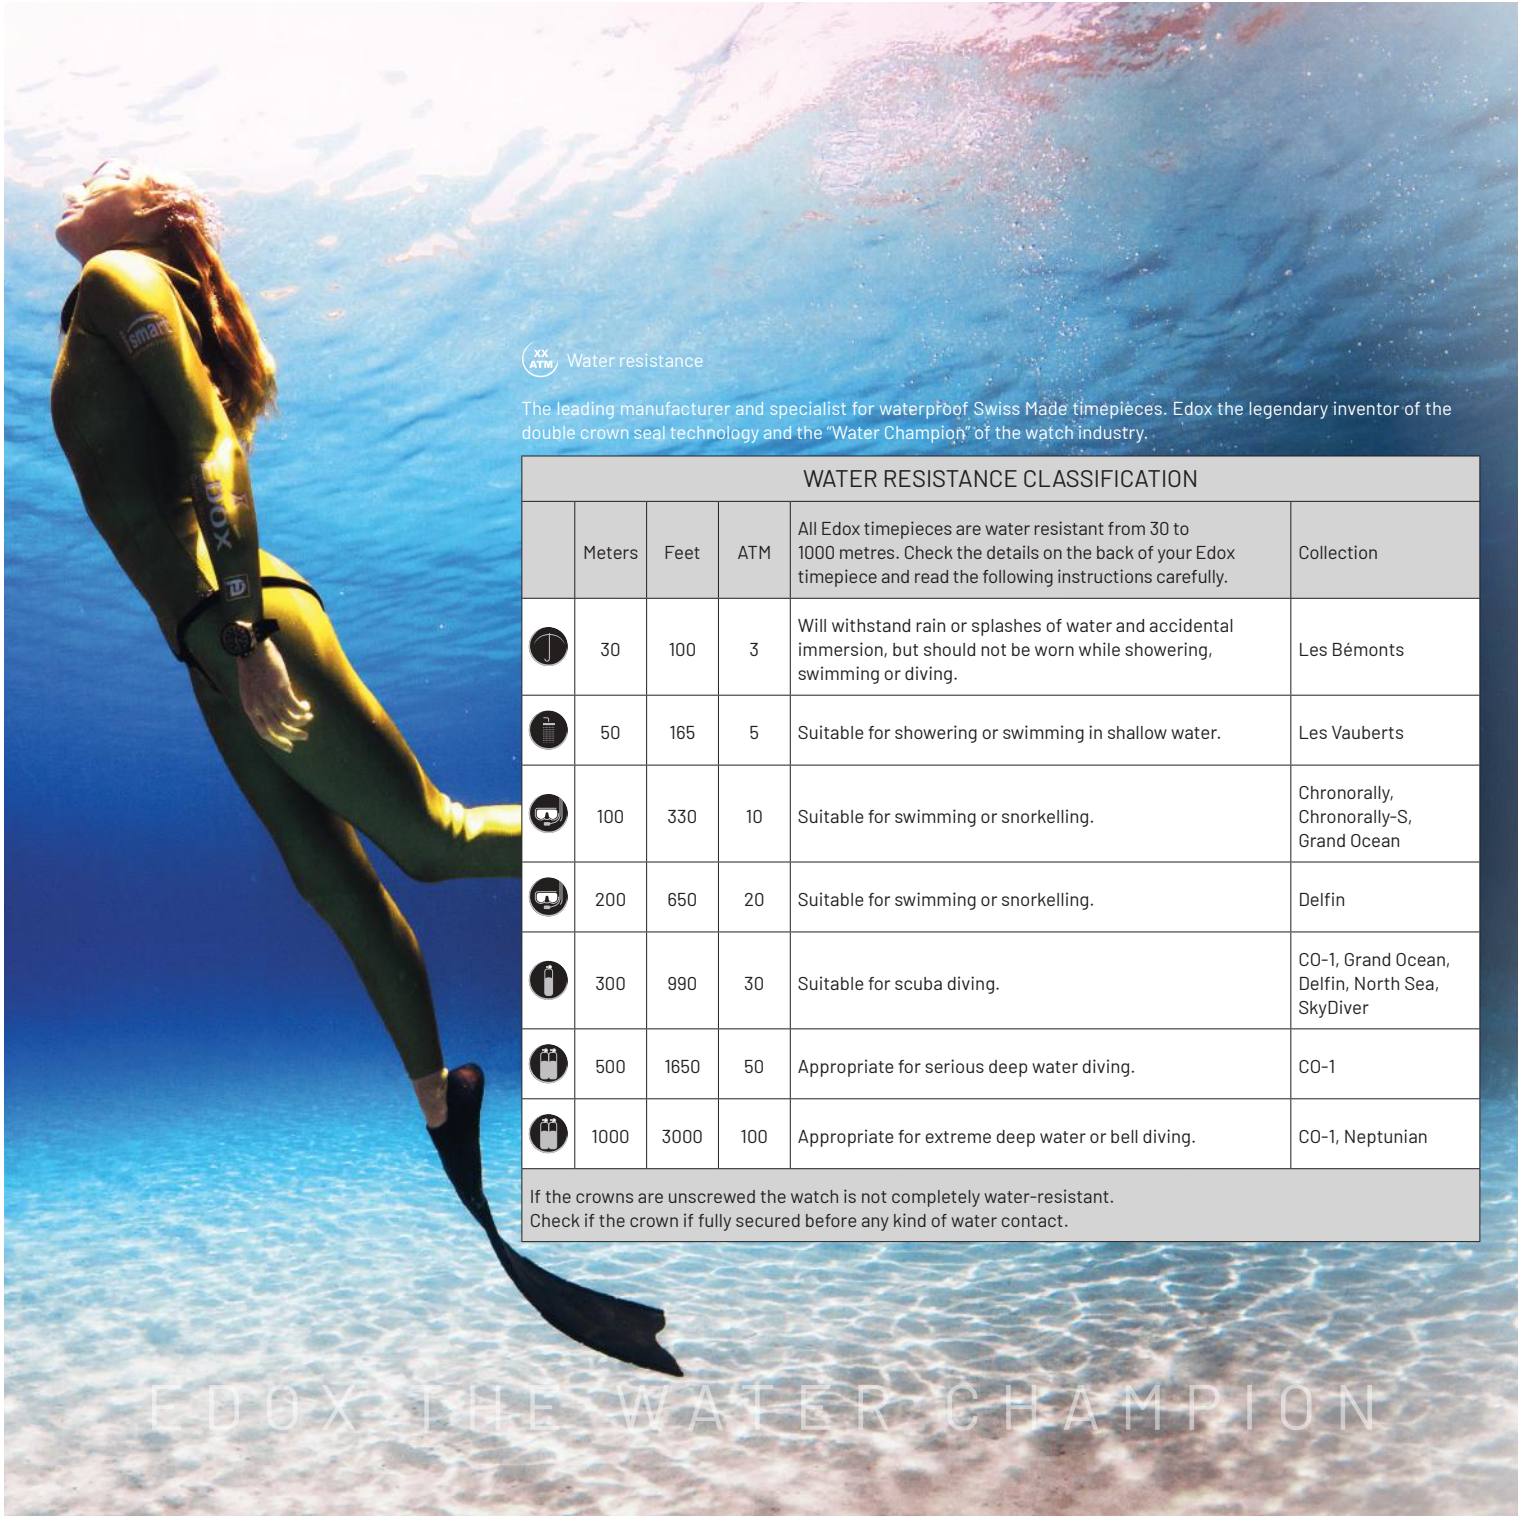 smart
EDOX
XX
ATM
Water resistance
The leading manufacturer and specialist for waterproof Swiss Made timepieces. Edox the legendary inventor of the
double crown seal technology and the "Water Champion" of the watch industry.
WATER RESISTANCE CLASSIFICATION
Meters Feet ATM
All Edox timepieces are water resistant from 30 to
1000 metres. Check the details on the back of your Edox
timepiece and read the following instructions carefully.
Collection
30 100 3
Will withstand rain or splashes of water and accidental
immersion, but should not be worn while showering,
swimming or diving.
Les Bémonts
50 165 5 Suitable for showering or swimming in shallow water. Les Vauberts
100 330 10 Suitable for swimming or snorkelling.
Chronorally,
Chronorally-S,
Grand Ocean
200 650 20 Suitable for swimming or snorkelling. Delfin
300 990 30 Suitable for scuba diving.
CO-1, Grand Ocean,
Delfin, North Sea,
SkyDiver
500 1650 50 Appropriate for serious deep water diving. CO-1
1000 3000 100 Appropriate for extreme deep water or bell diving. CO-1, Neptunian
If the crowns are unscrewed the watch is not completely water-resistant.
Check if the crown if fully secured before any kind of water contact.
EDOX THE WATER CHAMPION